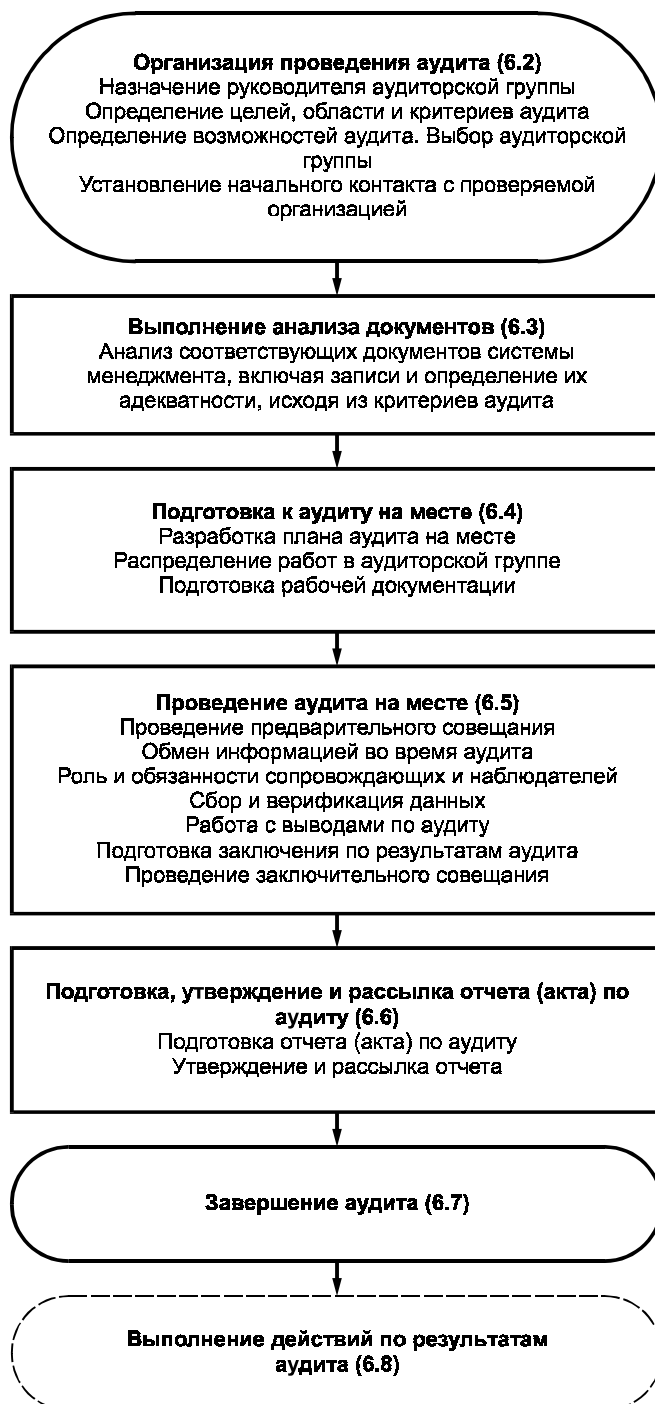 Организация проведения аудита (6.2)
Назначение руководителя аудиторской группы
Определение целей, области и критериев аудита
Определение возможностей аудита. Выбор аудиторской
группы
Установление начального контакта с проверяемой
организацией
Выполнение анализа документов (6.3)
Анализ соответствующих документов системы
менеджмента, включая записи и определение их
адекватности, исходя из критериев аудита
Подготовка к аудиту на месте (6.4)
Разработка плана аудита на месте
Распределение работ в аудиторской группе
Подготовка рабочей документации
Проведение аудита на месте (6.5)
Проведение предварительного совещания
Обмен информацией во время аудита
Роль и обязанности сопровождающих и наблюдателей
Сбор и верификация данных
Работа с выводами по аудиту
Подготовка заключения по результатам аудита
Проведение заключительного совещания
Подготовка, утверждение и рассылка отчета (акта) по
аудиту (6.6)
Подготовка отчета (акта) по аудиту
Утверждение и рассылка отчета
Завершение аудита (6.7)
Выполнение действий по результатам
аудита (6.8)